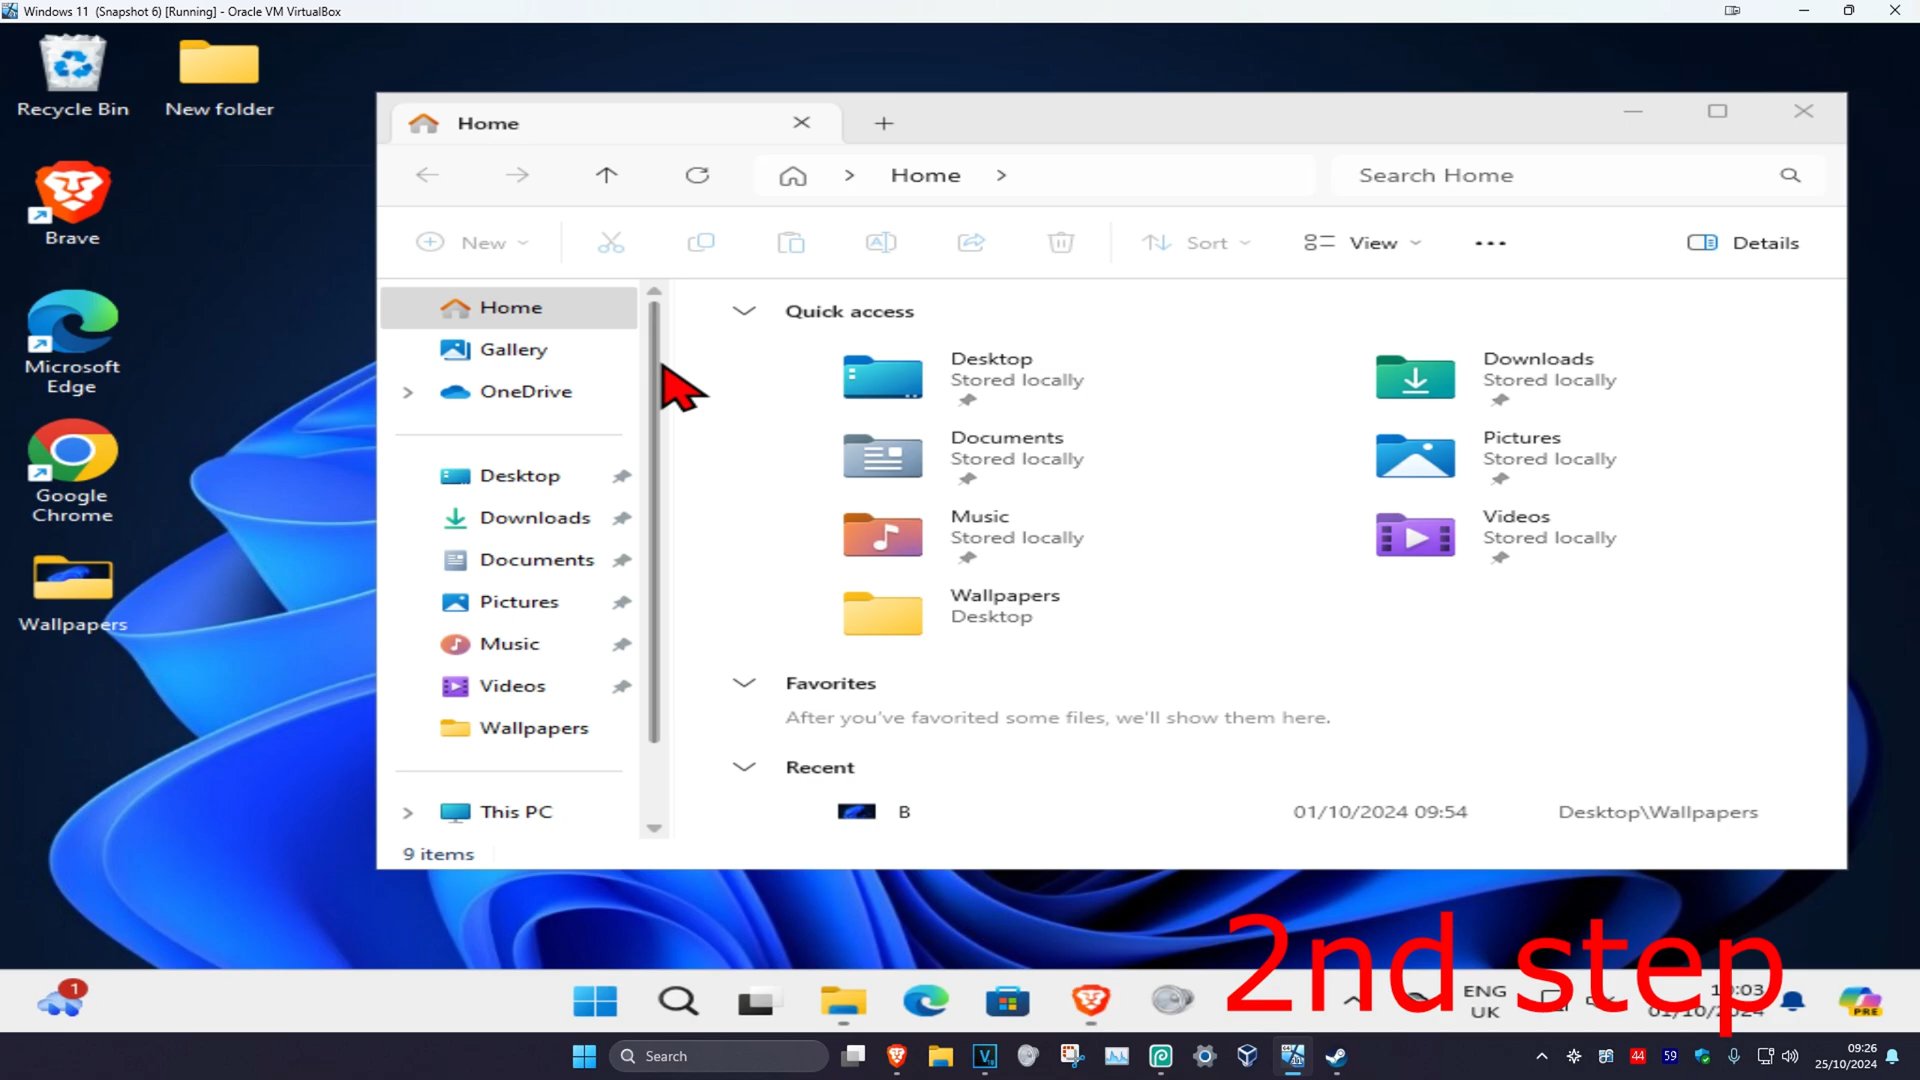 Windows 11 (Snapshot 6) [Running] - Oracle VM VirtualBox
Recycle Bin
New folder
Brave
Microsoft
Edge
Google
Chrome
Wallpapers
Home
Home
Search Home
New
Sort
View
Details
Home
Gallery
OneDrive
Desktop
Downloads
Documents
Pictures
Music
Videos
Wallpapers
This PC
9 items
Quick access
Desktop
Stored locally
Downloads
Stored locally
Documents
Stored locally
Pictures
Stored locally
Music
Stored locally
Videos
Stored locally
Wallpapers
Desktop
Favorites
After you've favorited some files, we'll show them here.
Recent
B 01/10/2024 09:54 Desktop\Wallpapers
2nd step
1
ENG
UK
10:03
01/10/2024
PRE
Search
44
59
09:26
25/10/2024